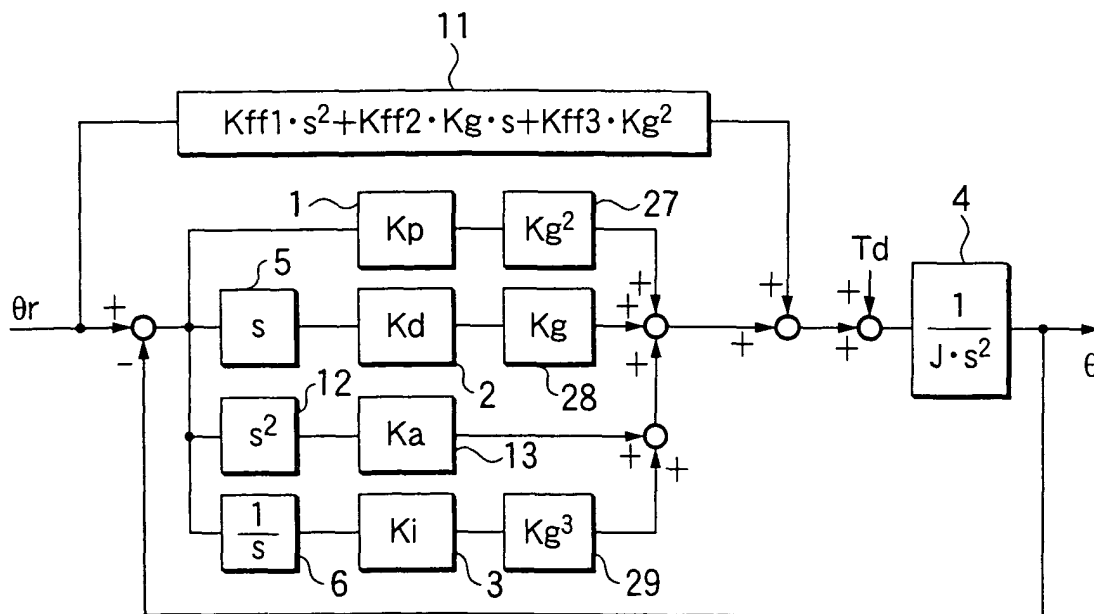 11
Kff1·s²+Kff2·Kg·s+Kff3·Kg²
1
27
Kp
Kg²
4
Td
5
θr
+
-
s
Kd
Kg
+
+
+
+
+
+
+
1
J·s²
θ
2
28
12
s²
Ka
13
+
+
1
s
Ki
Kg³
6
3
29